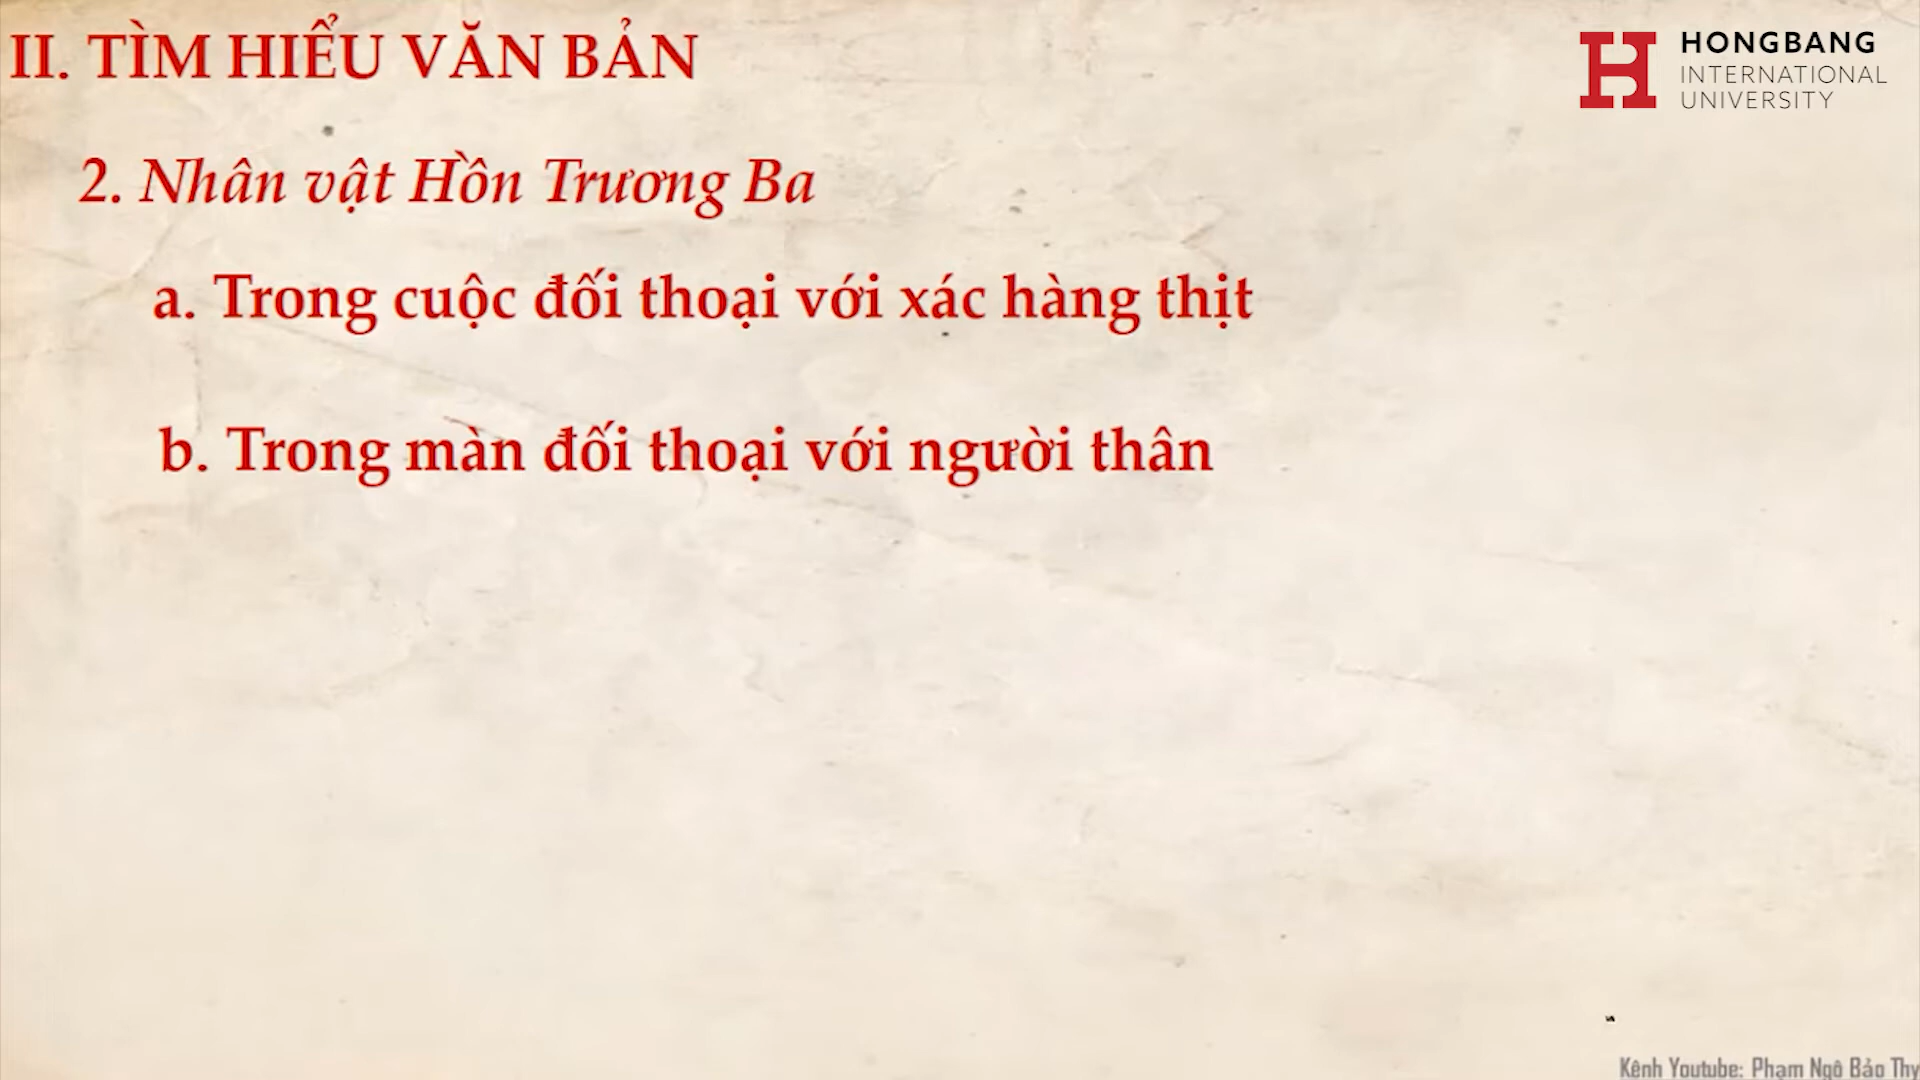 II. TÌM HIỂU VĂN BẢN
HONGBANG
INTERNATIONAL
UNIVERSITY
2. Nhân vật Hồn Trương Ba
a. Trong cuộc đối thoại với xác hàng thịt
b. Trong màn đối thoại với người thân
Kênh Youtube: Phạm Ngô Bảo Thy